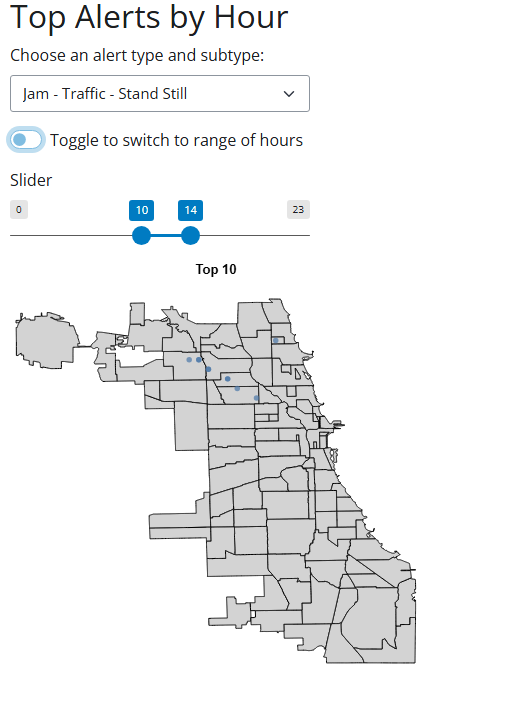 Top Alerts by Hour
Choose an alert type and subtype:
Jam - Traffic - Stand Still
Toggle to switch to range of hours
Slider
0 10 14 23
Top 10